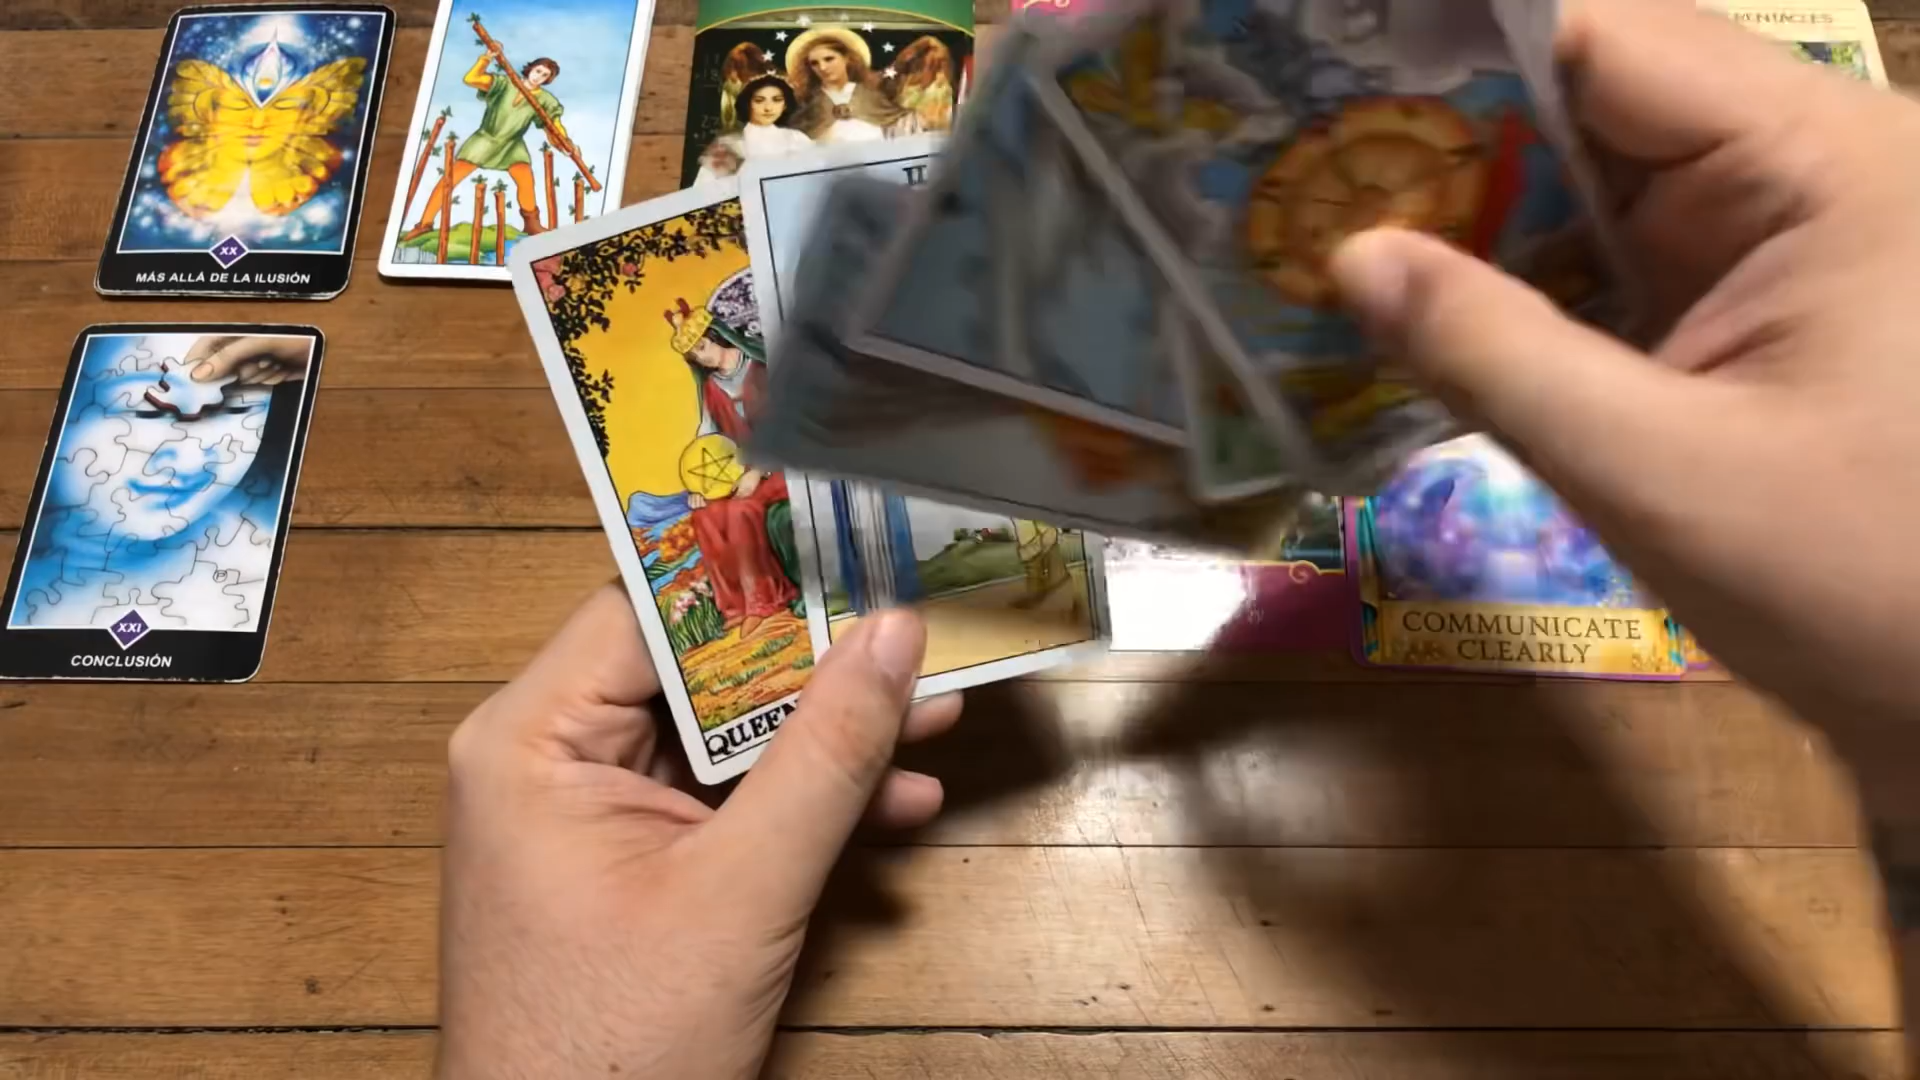 XX
MÁS ALLÁ DE LA ILUSIÓN
XXI
CONCLUSIÓN
QUEEN
COMMUNICATE
CLEARLY